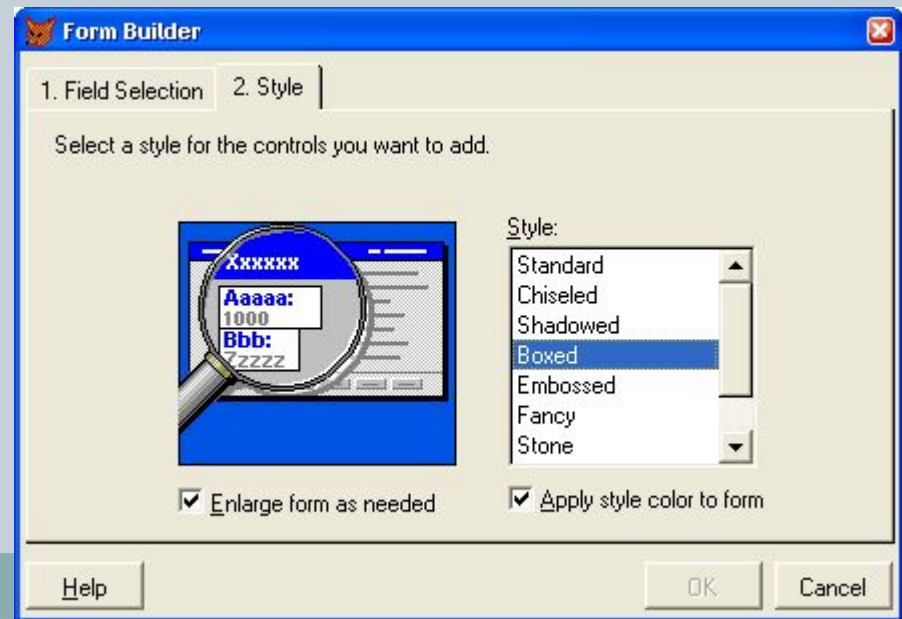 Form Builder
1. Field Selection
2. Style
Select a style for the controls you want to add.
Xxxxxx
Aaaaa:
1000
Bbb:
Zzzzz
Style:
Standard
Chiseled
Shadowed
Boxed
Embossed
Fancy
Stone
Enlarge form as needed
Apply style color to form
Help
OK
Cancel